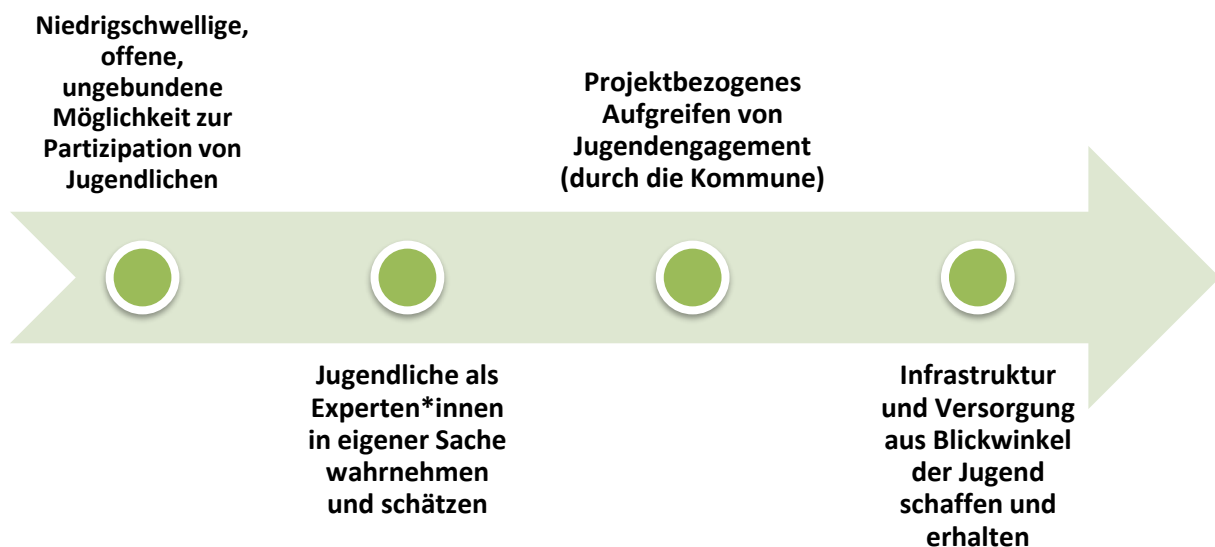 Niedrigschwellige,
offene,
ungebundene
Möglichkeit zur
Partizipation von
Jugendlichen
Jugendliche als
Experten*innen
in eigener Sache
wahrnehmen
und schätzen
Projektbezogenes
Aufgreifen von
Jugendengagement
(durch die Kommune)
Infrastruktur
und Versorgung
aus Blickwinkel
der Jugend
schaffen und
erhalten